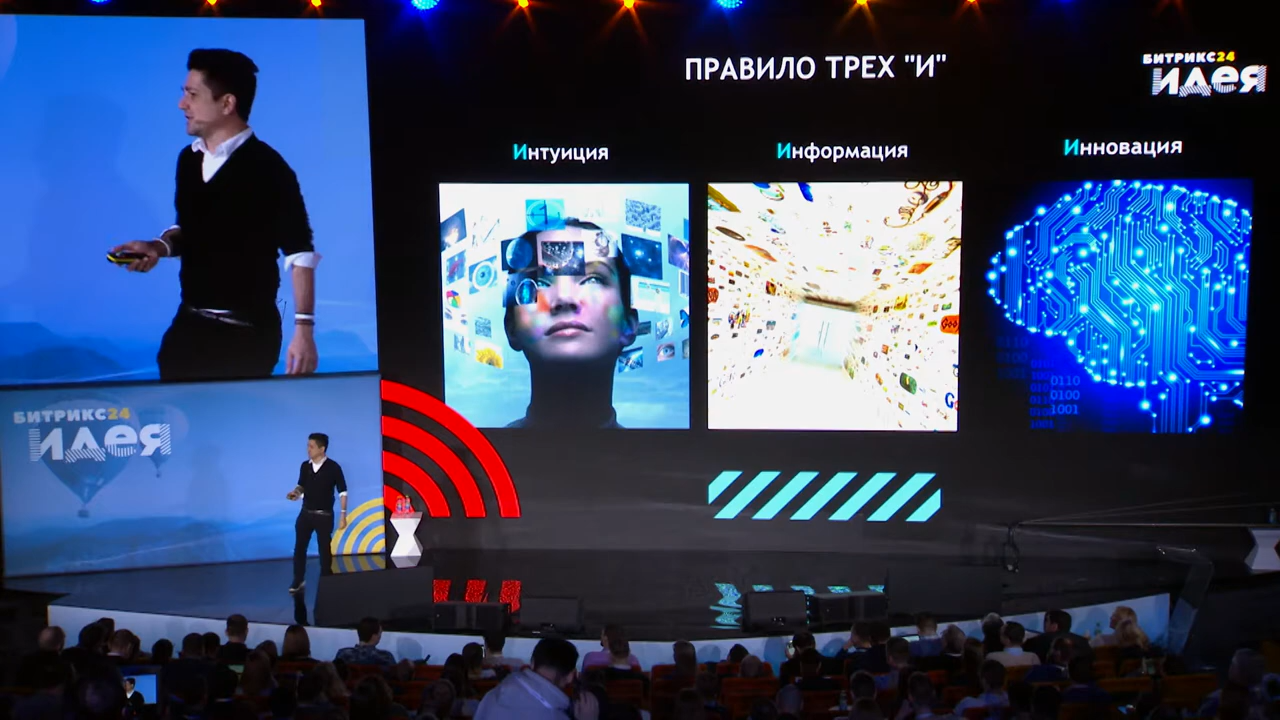 ПРАВИЛО ТРЕХ "И"
БИТРИКС24
идея
Интуиция
Информация
Инновация
0110
0100
1001
БИТРИКС24
идея